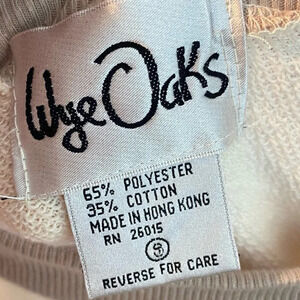 Wye Oaks
65% POLYESTER
35% COTTON
MADE IN HONG KONG
RN 26015
REVERSE FOR CARE